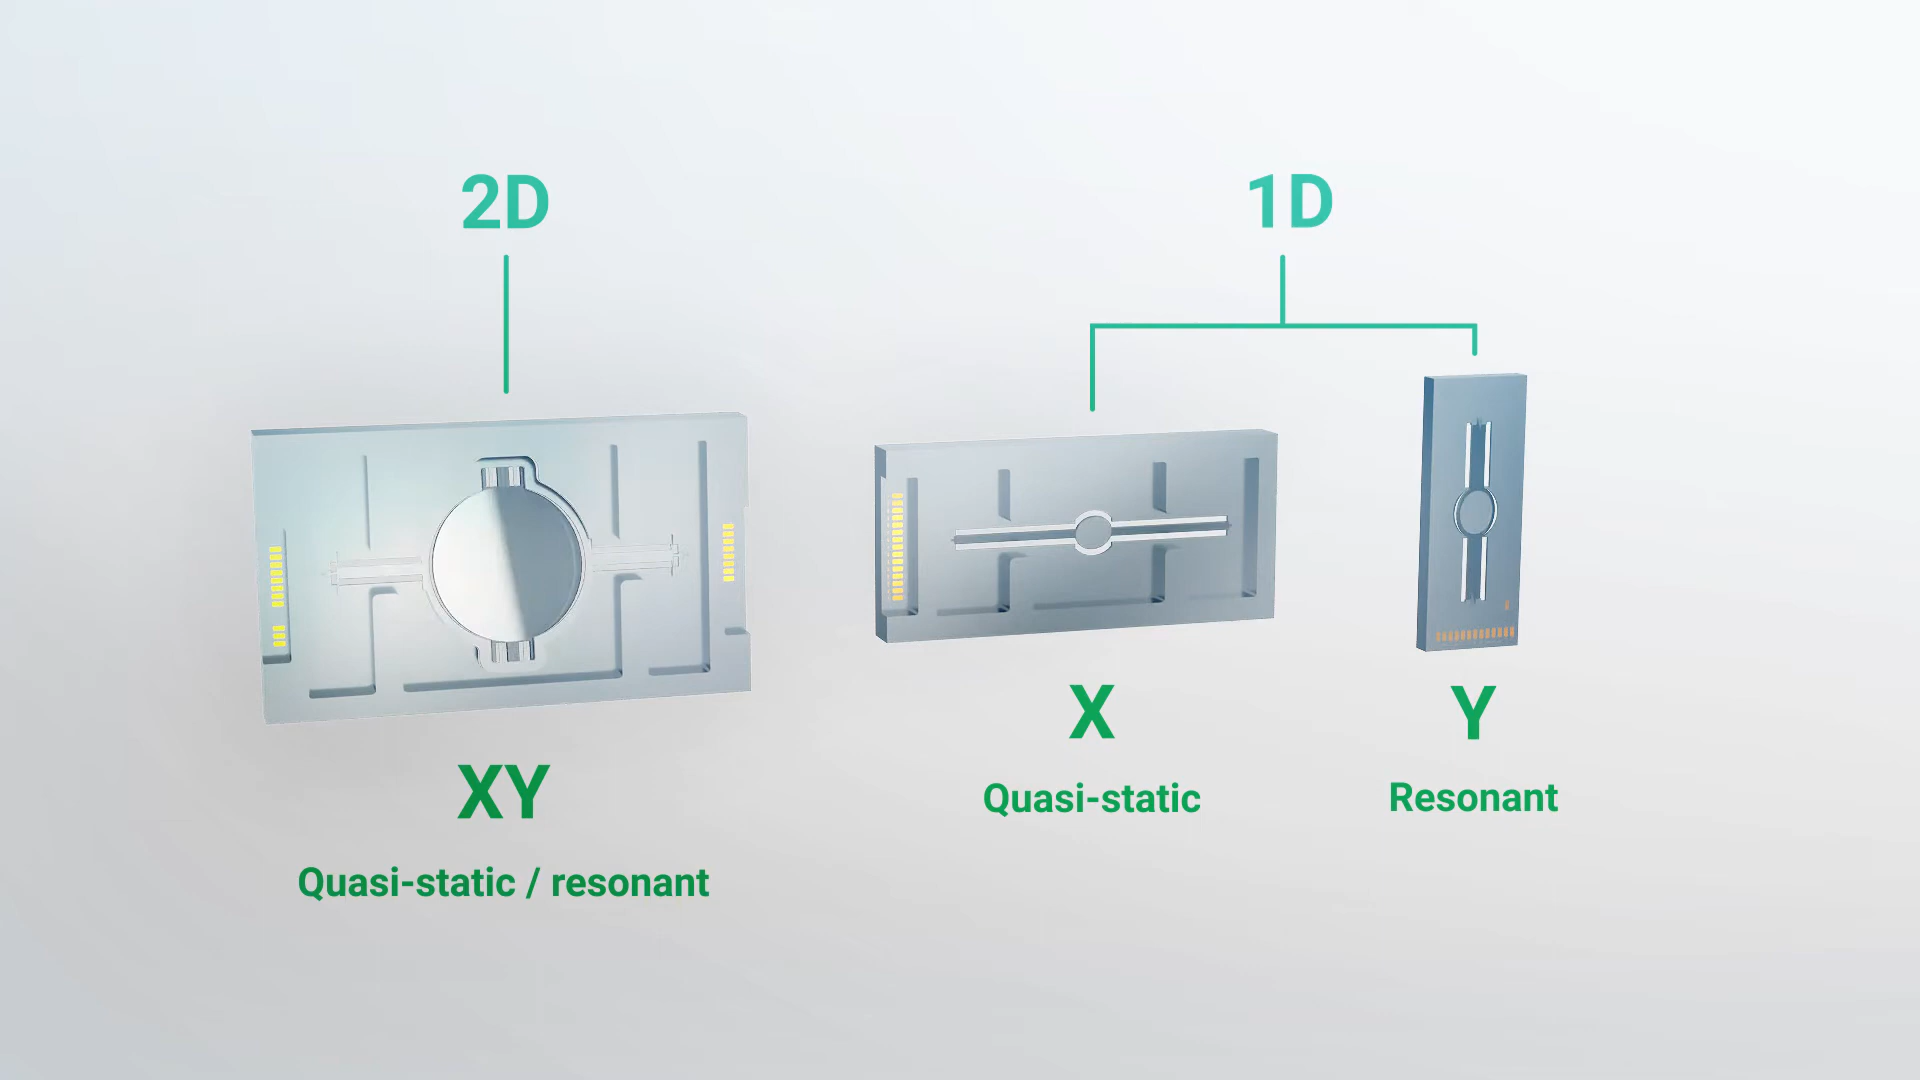 2D
XY
Quasi-static / resonant
1D
X
Quasi-static
Y
Resonant